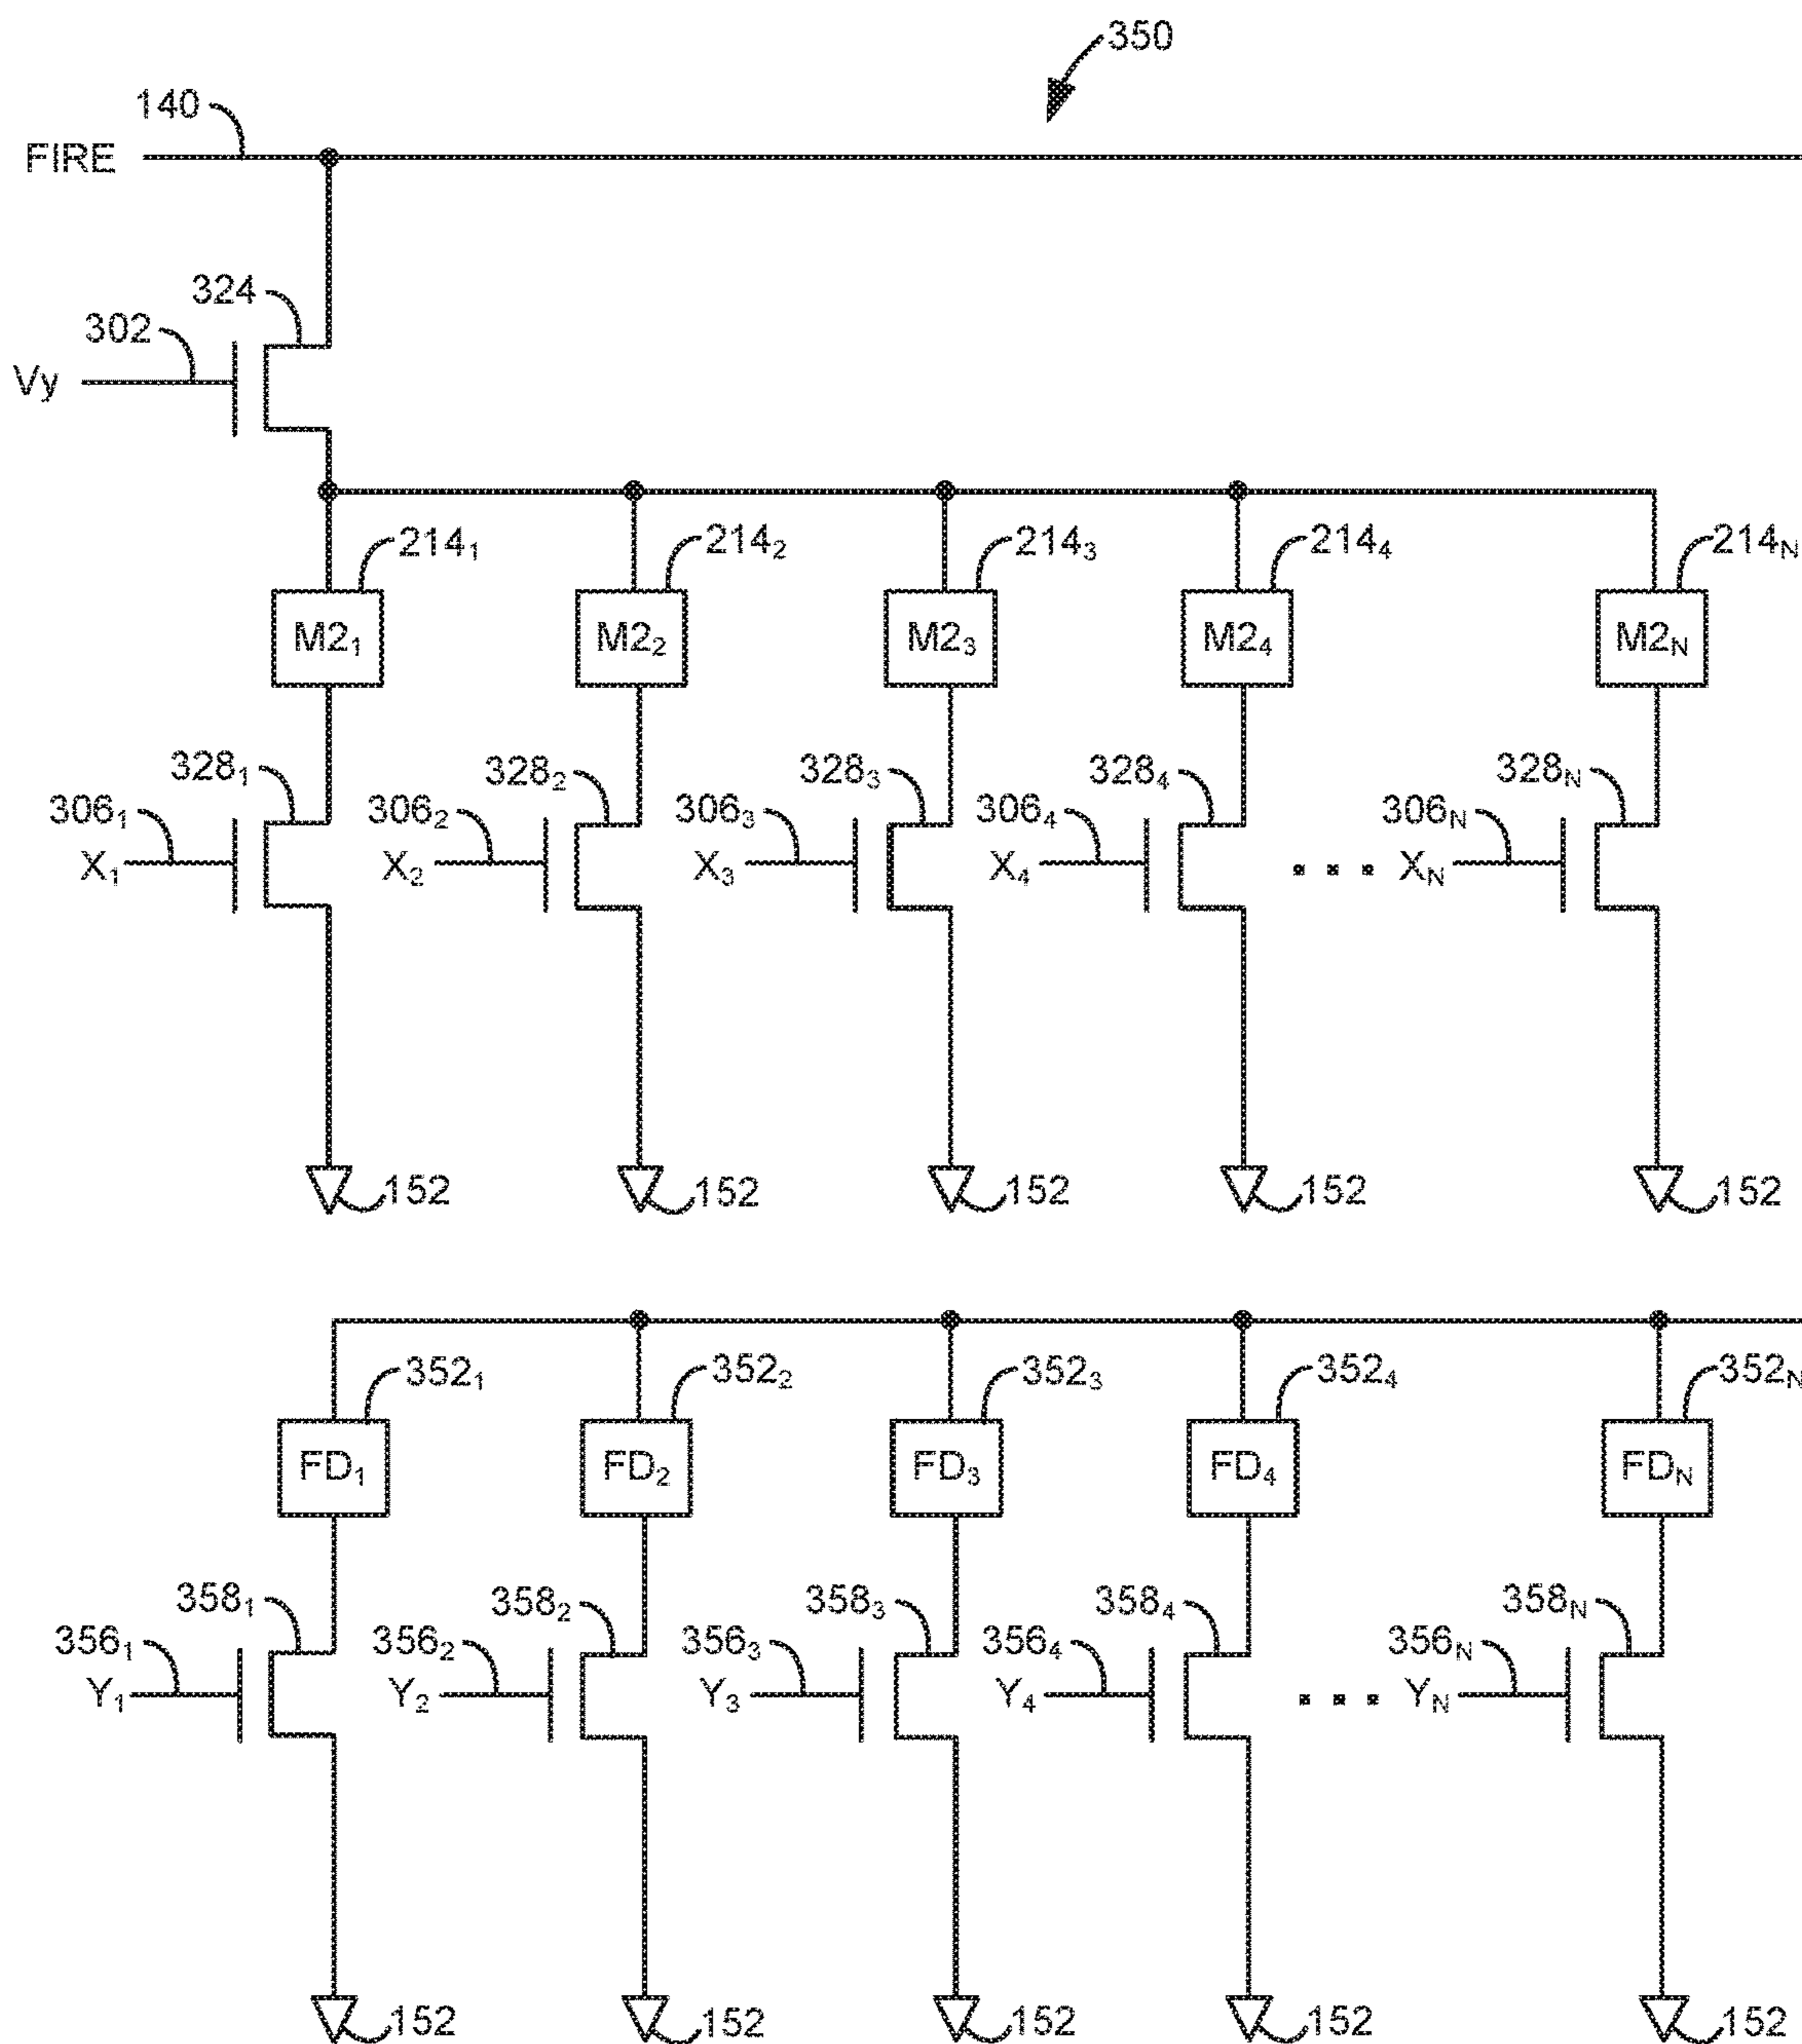 350
140
FIRE
324
302
Vy
214₁ 214₂ 214₃ 214₄ 214N
M2₁ M2₂ M2₃ M2₄ M2N
328₁ 328₂ 328₃ 328₄ 328N
306₁ 306₂ 306₃ 306₄ 306N
X₁ X₂ X₃ X₄ ... XN
152 152 152 152 152
352₁ 352₂ 352₃ 352₄ 352N
FD₁ FD₂ FD₃ FD₄ FDN
358₁ 358₂ 358₃ 358₄ 358N
356₁ 356₂ 356₃ 356₄ 356N
Y₁ Y₂ Y₃ Y₄ ... YN
152 152 152 152 152